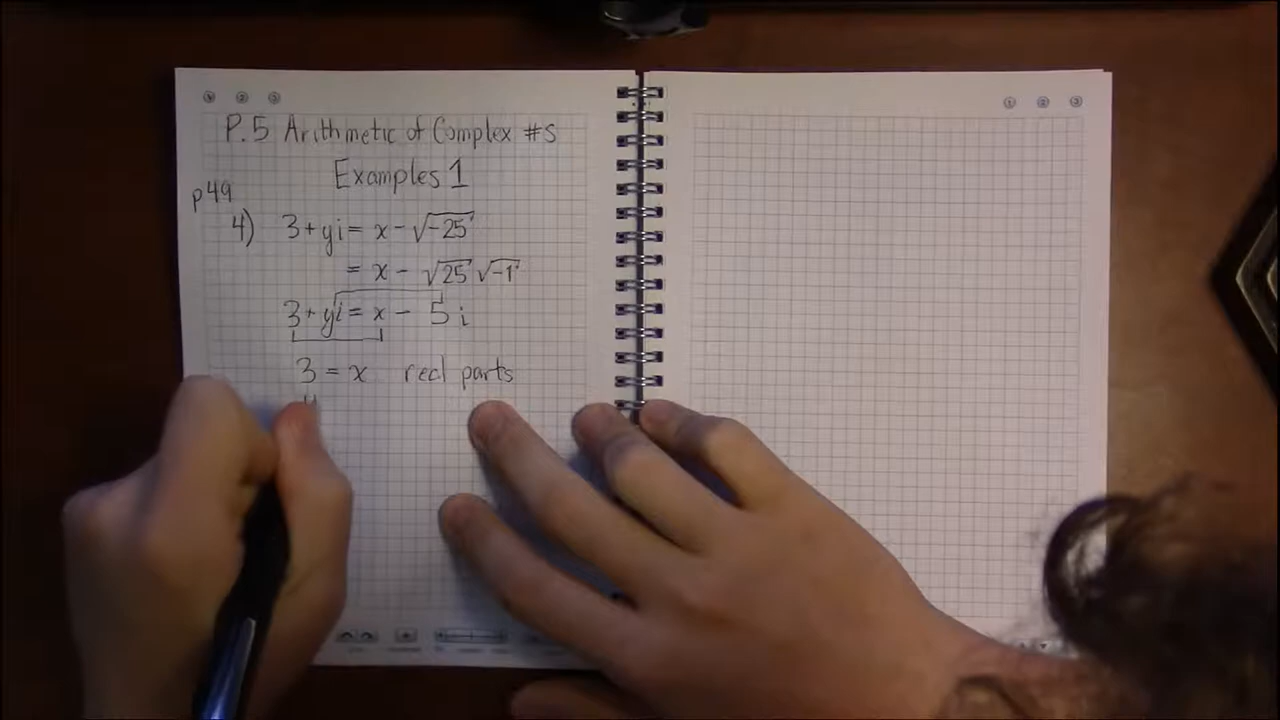 P.5 Arithmetic of Complex #s
Examples 1
p49
4) 3+yi= x-√-25
= x - √25 √-1
3+yi= x - 5i
3 = x real parts
y